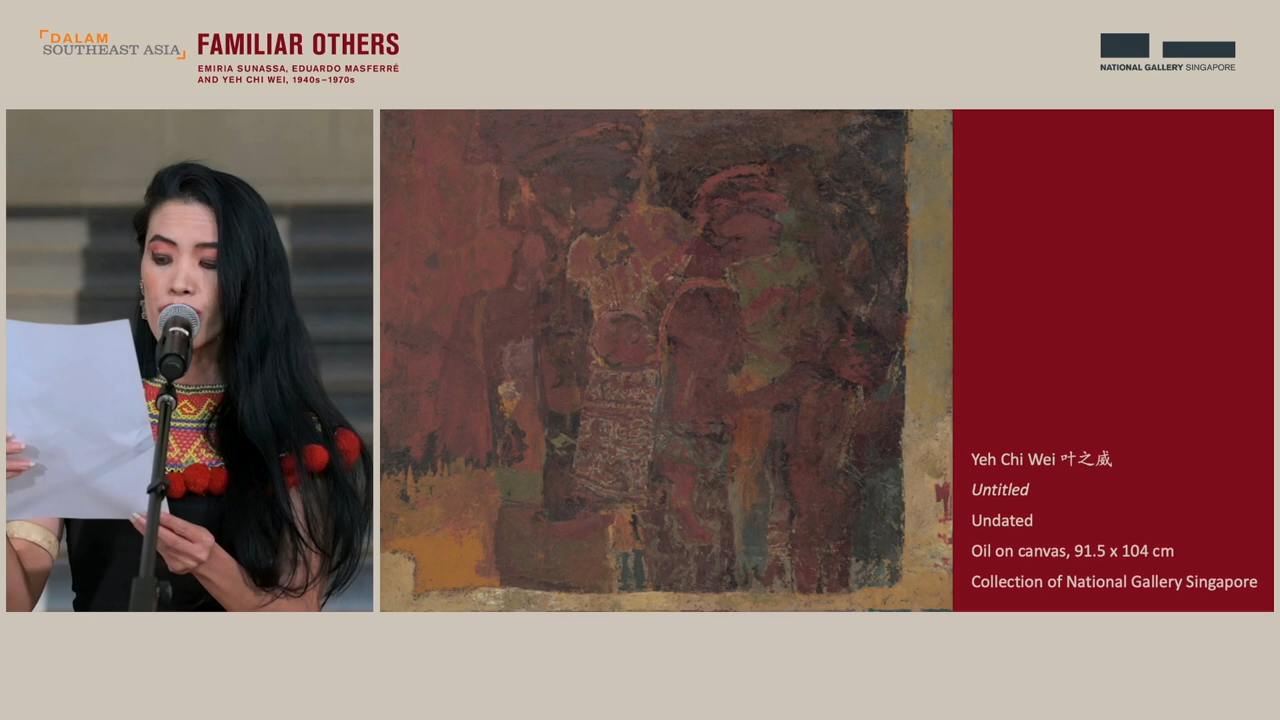 DALAM
SOUTHEAST ASIA
FAMILIAR OTHERS
EMIRIA SUNASSA, EDUARDO MASFERRÉ
AND YEH CHI WEI, 1940s–1970s
NATIONAL GALLERY SINGAPORE
Yeh Chi Wei 叶之威
Untitled
Undated
Oil on canvas, 91.5 x 104 cm
Collection of National Gallery Singapore